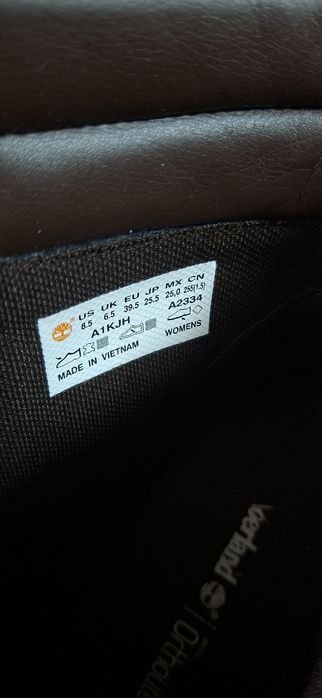 US UK EU JP MX CN
8.5 6.5 39.5 25.5 25.0 255(1.5)
A1KJH A2334
WOMENS
MADE IN VIETNAM
berland
Ortholite